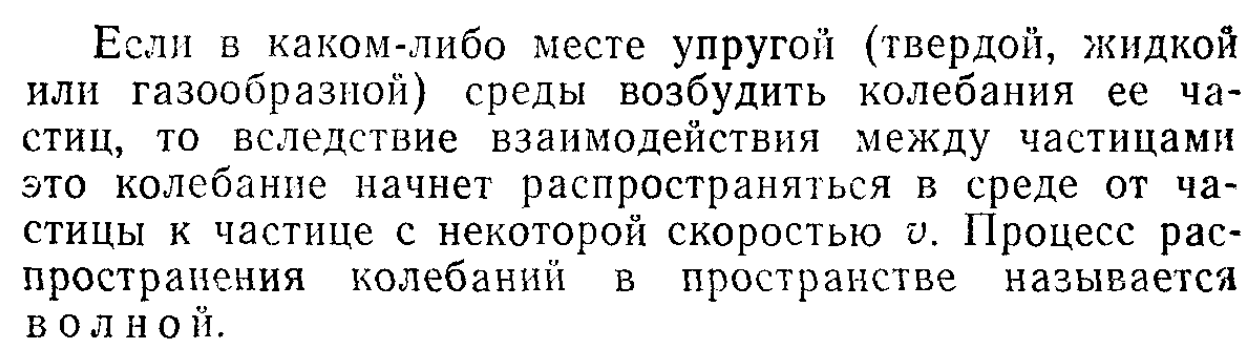 Если в каком-либо месте упругой (твердой, жидкой
или газообразной) среды возбудить колебания ее ча-
стиц, то вследствие взаимодействия между частицами
это колебание начнет распространяться в среде от ча-
стицы к частице с некоторой скоростью v. Процесс рас-
пространения колебаний в пространстве называется
волной.